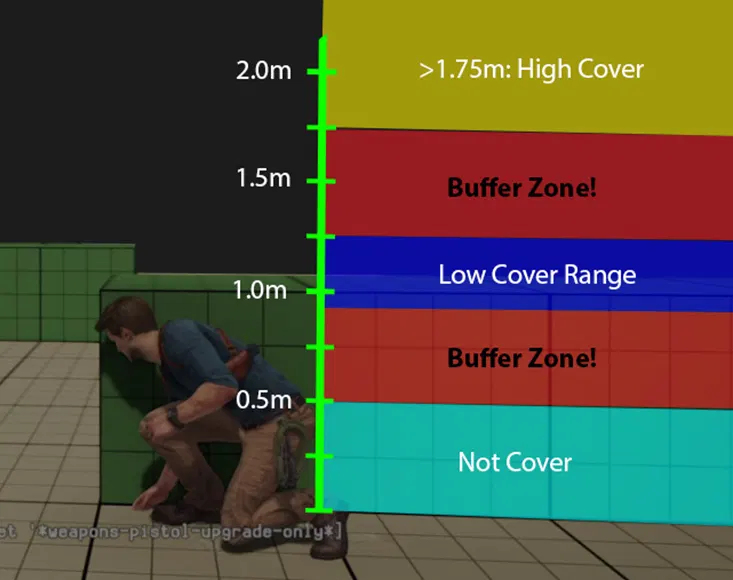 2.0m
>1.75m: High Cover
1.5m
Buffer Zone!
Low Cover Range
1.0m
Buffer Zone!
0.5m
Not Cover
et '*weapons-pistol-upgrade-only*]